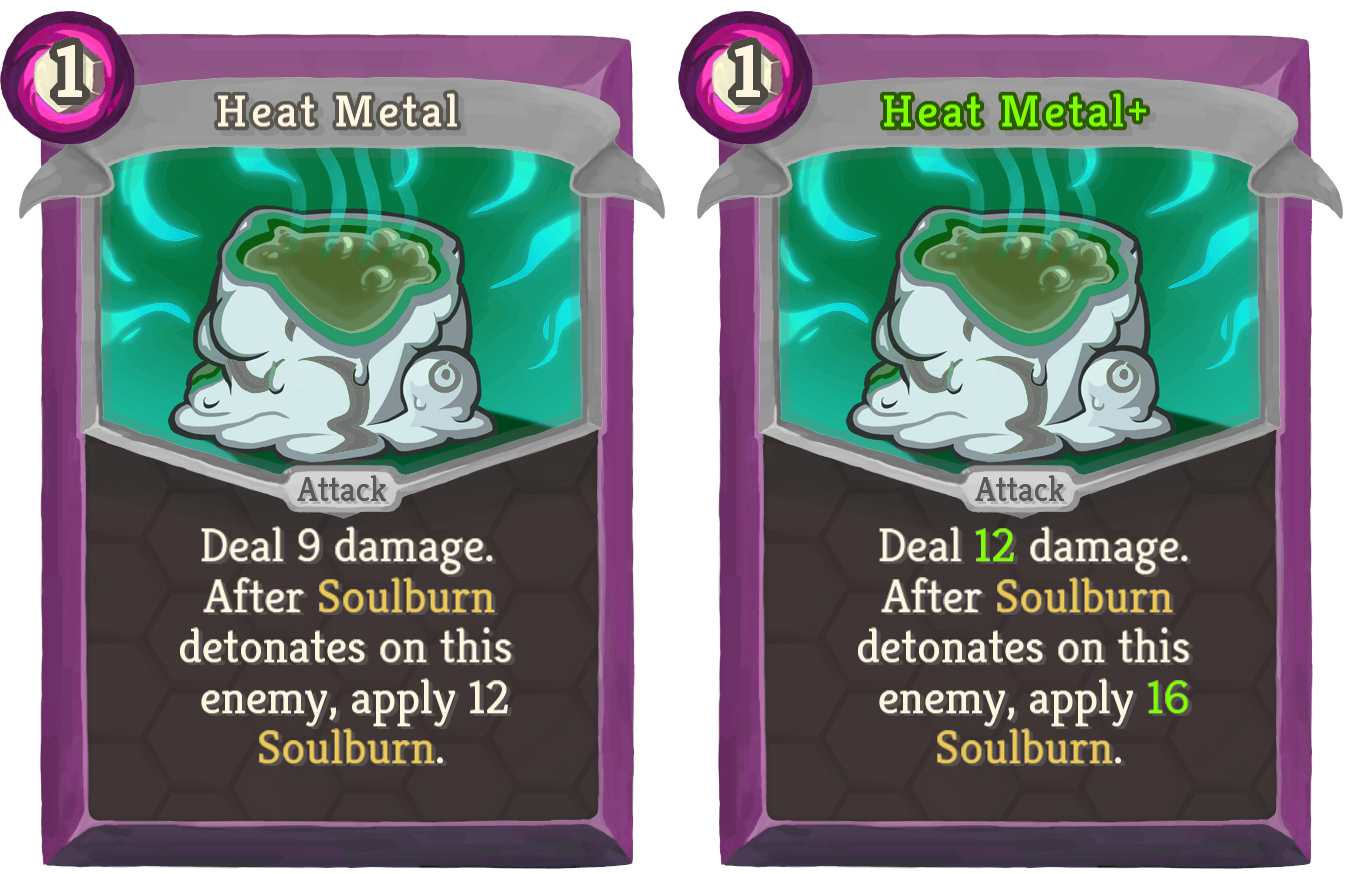 1
Heat Metal
Attack
Deal 9 damage.
After Soulburn
detonates on this
enemy, apply 12
Soulburn.
1
Heat Metal+
Attack
Deal 12 damage.
After Soulburn
detonates on this
enemy, apply 16
Soulburn.